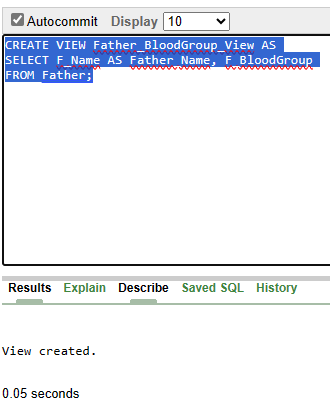 Autocommit Display 10
CREATE VIEW Father_BloodGroup_View AS
SELECT F_Name AS Father_Name, F_BloodGroup
FROM Father;
Results Explain Describe Saved SQL History
View created.
0.05 seconds